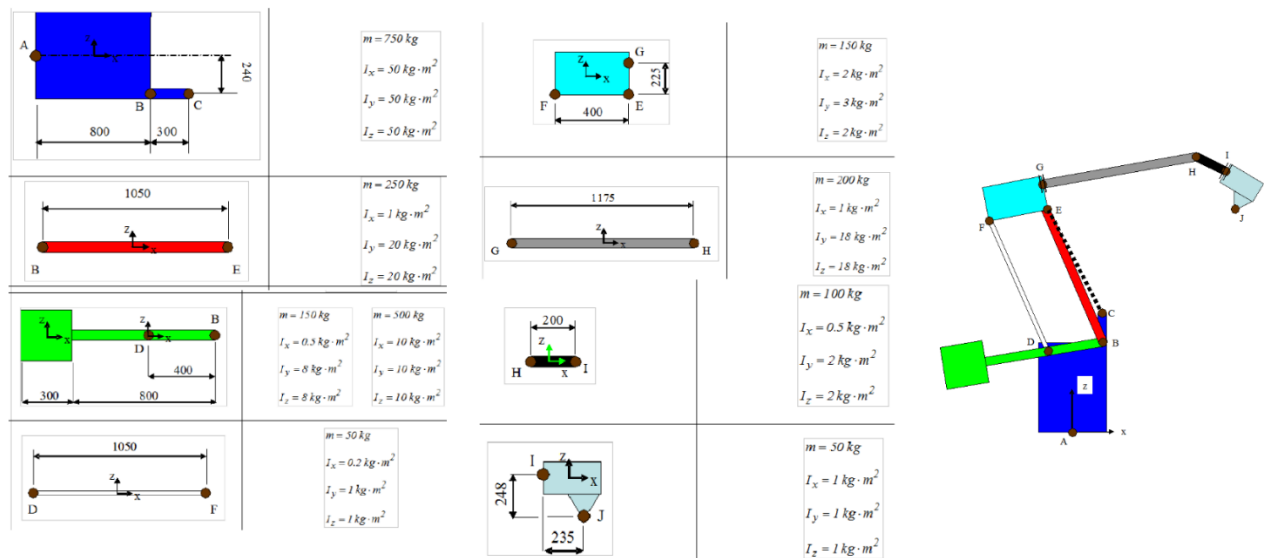 A
z
x
240
B
C
800
300
m = 750 kg
I_x = 50 kg · m²
I_y = 50 kg · m²
I_z = 50 kg · m²
1050
z
x
B
E
m = 250 kg
I_x = 1 kg · m²
I_y = 20 kg · m²
I_z = 20 kg · m²
z
x
z
x
B
D
400
300
800
m = 150 kg
I_x = 0.5 kg · m²
I_y = 8 kg · m²
I_z = 8 kg · m²
m = 500 kg
I_x = 10 kg · m²
I_y = 10 kg · m²
I_z = 10 kg · m²
1050
z
x
D
F
m = 50 kg
I_x = 0.2 kg · m²
I_y = 1 kg · m²
I_z = 1 kg · m²
G
z
x
225
F
E
400
m = 150 kg
I_x = 2 kg · m²
I_y = 3 kg · m²
I_z = 2 kg · m²
1175
z
x
G
H
m = 200 kg
I_x = 1 kg · m²
I_y = 18 kg · m²
I_z = 18 kg · m²
200
z
H
x
I
m = 100 kg
I_x = 0.5 kg · m²
I_y = 2 kg · m²
I_z = 2 kg · m²
I
z
x
248
J
235
m = 50 kg
I_x = 1 kg · m²
I_y = 1 kg · m²
I_z = 1 kg · m²
G
H
I
J
E
F
C
D
B
z
A
x